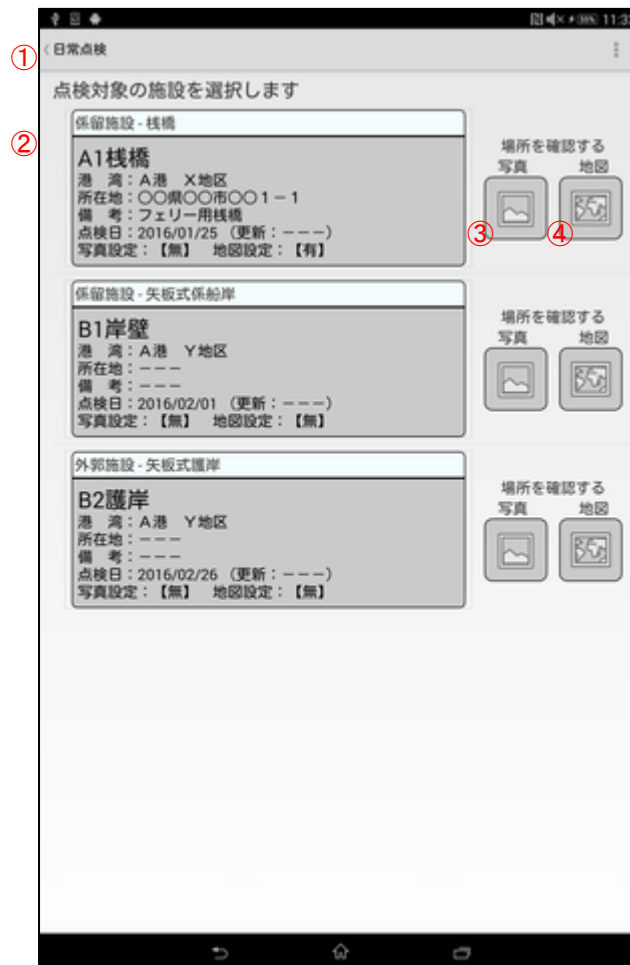 38% 11:33
① 日常点検
点検対象の施設を選択します
②
係留施設 - 桟橋
A1桟橋
港　湾：A港　X地区
所在地：〇〇県〇〇市〇〇１－１
備　考：フェリー用桟橋
点検日：2016/01/25（更新：－－－）
写真設定：【無】　地図設定：【有】
場所を確認する
写真　地図
③ ④
係留施設 - 矢板式係船岸
B1岸壁
港　湾：A港　Y地区
所在地：－－－
備　考：－－－
点検日：2016/02/01（更新：－－－）
写真設定：【無】　地図設定：【無】
場所を確認する
写真　地図
外郭施設 - 矢板式護岸
B2護岸
港　湾：A港　Y地区
所在地：－－－
備　考：－－－
点検日：2016/02/26（更新：－－－）
写真設定：【無】　地図設定：【無】
場所を確認する
写真　地図